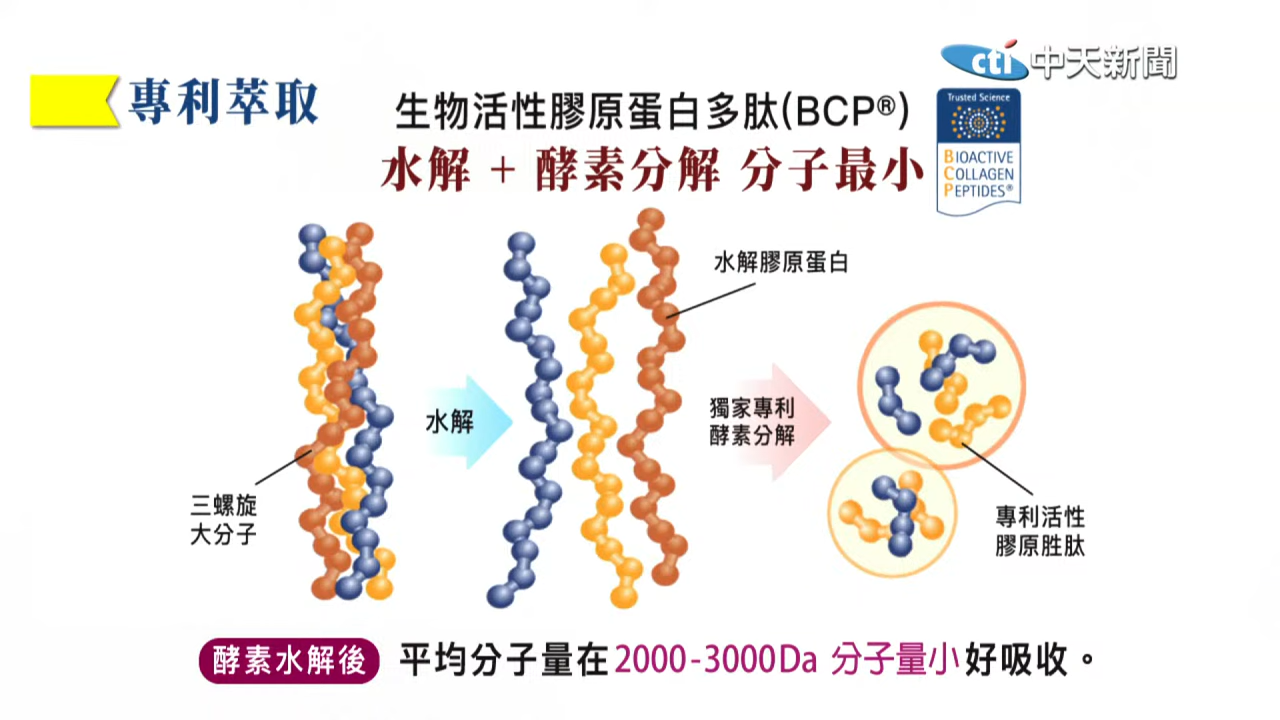 cti 中天新聞
專利萃取
生物活性膠原蛋白多肽(BCP®)
水解 + 酵素分解 分子最小
Trusted Science
BIOACTIVE
COLLAGEN
PEPTIDES®
水解膠原蛋白
水解
獨家專利
酵素分解
三螺旋
大分子
專利活性
膠原胜肽
酵素水解後 平均分子量在2000-3000Da 分子量小好吸收。